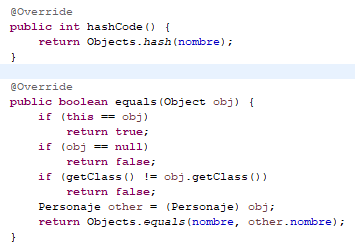 @Override
public int hashCode() {
    return Objects.hash(nombre);
}
@Override
public boolean equals(Object obj) {
    if (this == obj)
        return true;
    if (obj == null)
        return false;
    if (getClass() != obj.getClass())
        return false;
    Personaje other = (Personaje) obj;
    return Objects.equals(nombre, other.nombre);
}